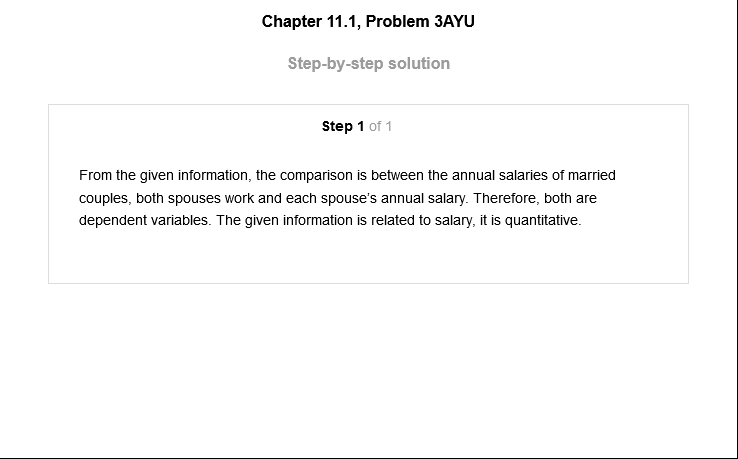 Chapter 11.1, Problem 3AYU
Step-by-step solution
Step 1 of 1
From the given information, the comparison is between the annual salaries of married
couples, both spouses work and each spouse’s annual salary. Therefore, both are
dependent variables. The given information is related to salary, it is quantitative.